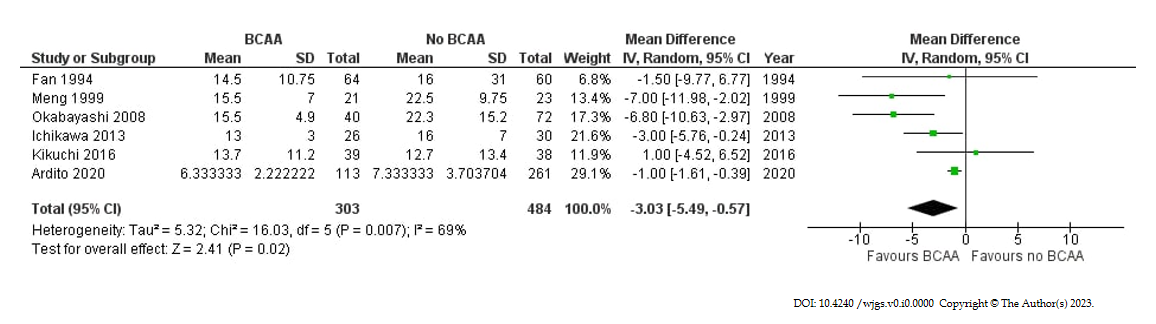 BCAA No BCAA Mean Difference Mean Difference
Study or Subgroup Mean SD Total Mean SD Total Weight IV, Random, 95% CI Year IV, Random, 95% CI
Fan 1994 14.5 10.75 64 16 31 60 6.8% -1.50 [-9.77, 6.77] 1994
Meng 1999 15.5 7 21 22.5 9.75 23 13.4% -7.00 [-11.98, -2.02] 1999
Okabayashi 2008 15.5 4.9 40 22.3 15.2 72 17.3% -6.80 [-10.63, -2.97] 2008
Ichikawa 2013 13 3 26 16 7 30 21.6% -3.00 [-5.76, -0.24] 2013
Kikuchi 2016 13.7 11.2 39 12.7 13.4 38 11.9% 1.00 [-4.52, 6.52] 2016
Ardito 2020 6.333333 2.222222 113 7.333333 3.703704 261 29.1% -1.00 [-1.61, -0.39] 2020
Total (95% CI) 303 484 100.0% -3.03 [-5.49, -0.57]
Heterogeneity: Tau² = 5.32; Chi² = 16.03, df = 5 (P = 0.007); I² = 69%
Test for overall effect: Z = 2.41 (P = 0.02)
-10 -5 0 5 10
Favours BCAA Favours no BCAA
DOI: 10.4240 /wjgs.v0.i0.0000 Copyright © The Author(s) 2023.